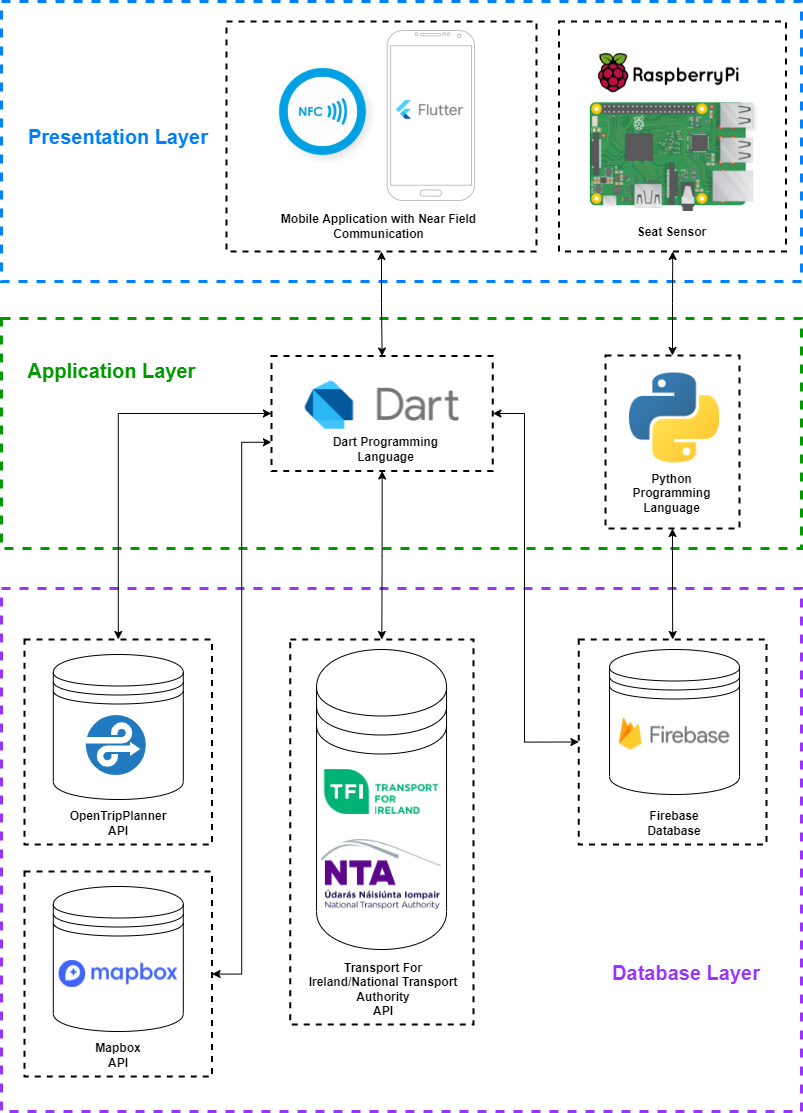 NFC
Flutter
RaspberryPi
Presentation Layer
Mobile Application with Near Field
Communication
Seat Sensor
Application Layer
Dart
Dart Programming
Language
Python
Programming
Language
OpenTripPlanner
API
TFI
TRANSPORT
FOR
IRELAND
NTA
Údarás Náisiúnta Iompair
National Transport Authority
Firebase
Firebase
Database
mapbox
Mapbox
API
Transport For
Ireland/National Transport
Authority
API
Database Layer